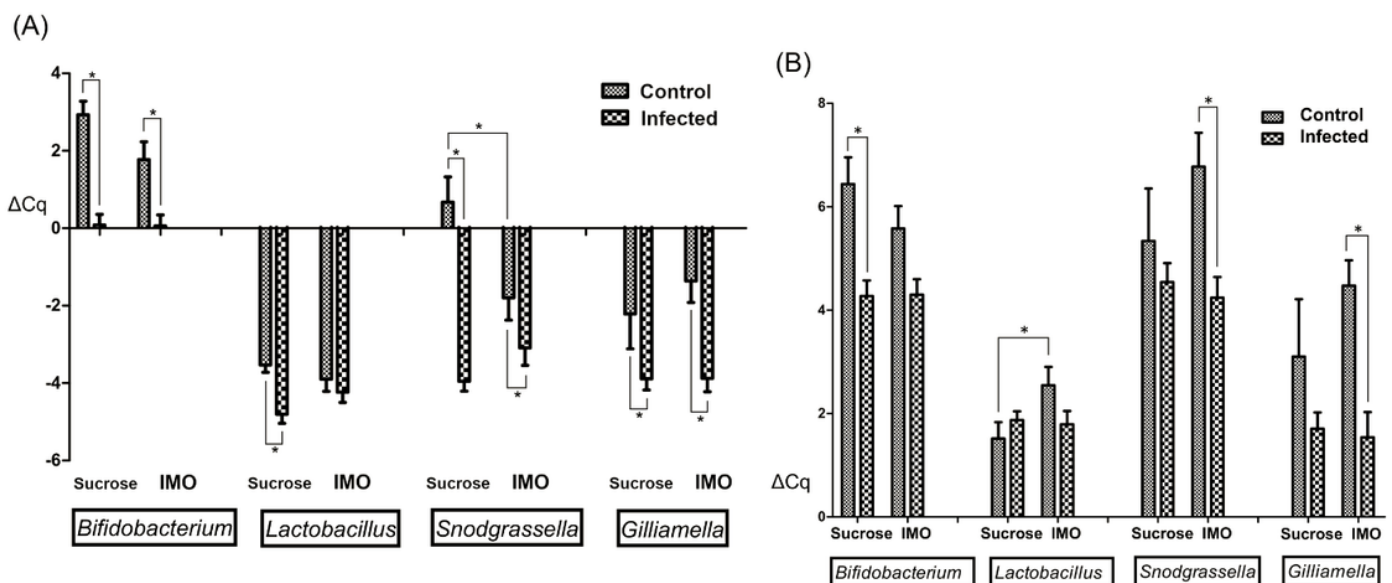 (A)
4
2
0
-2
-4
-6
ΔCq
Control
Infected
*
*
*
*
*
*
*
*
Sucrose IMO Sucrose IMO Sucrose IMO Sucrose IMO
Bifidobacterium Lactobacillus Snodgrassella Gilliamella
(B)
8
6
4
2
0
ΔCq
Control
Infected
*
*
*
*
Sucrose IMO Sucrose IMO Sucrose IMO Sucrose IMO
Bifidobacterium Lactobacillus Snodgrassella Gilliamella